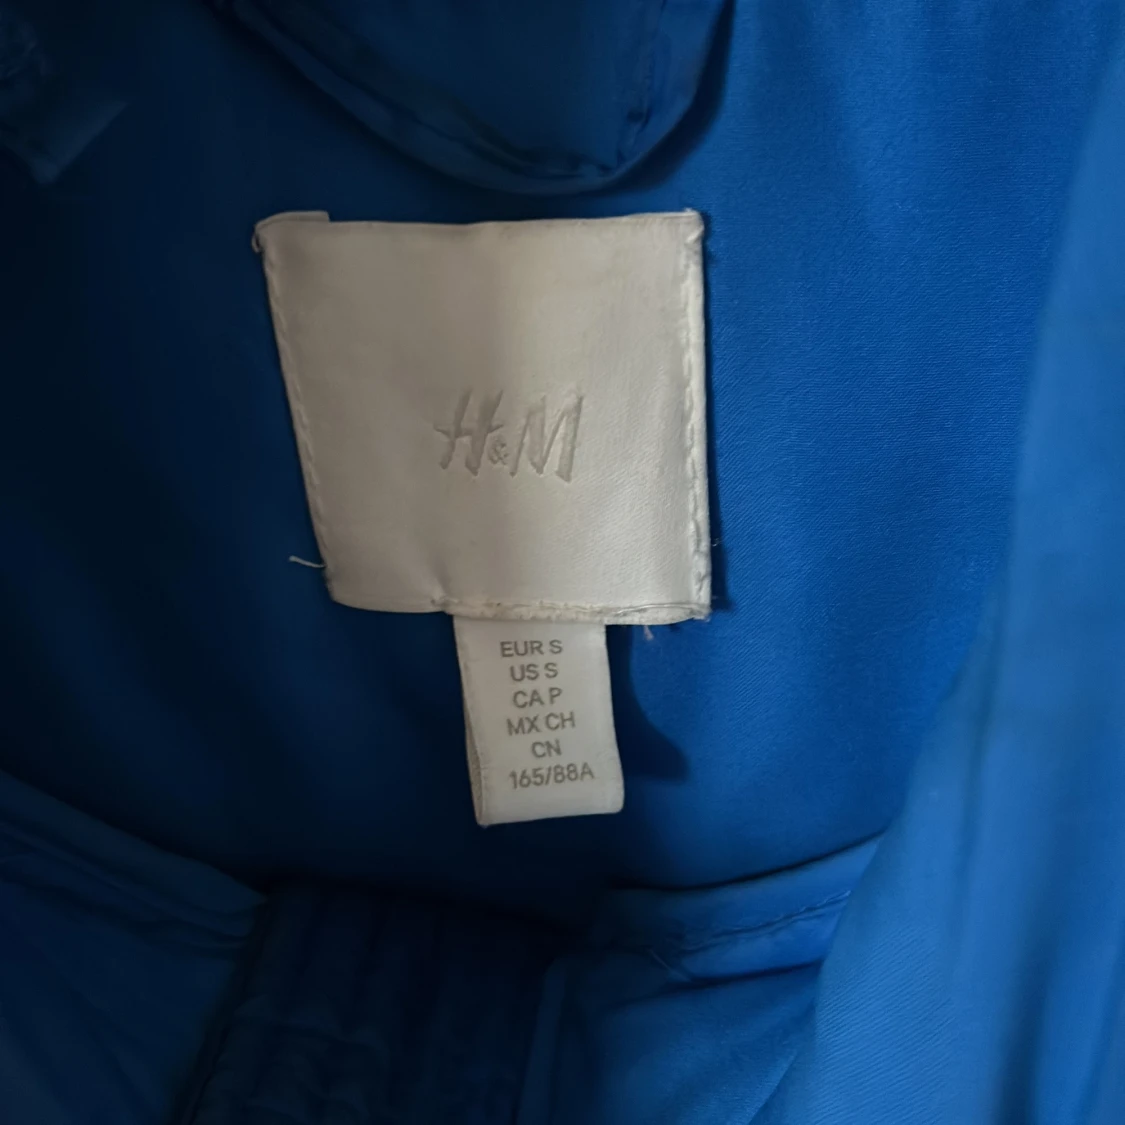 H&M
EUR S
US S
CA P
MX CH
CN
165/88A